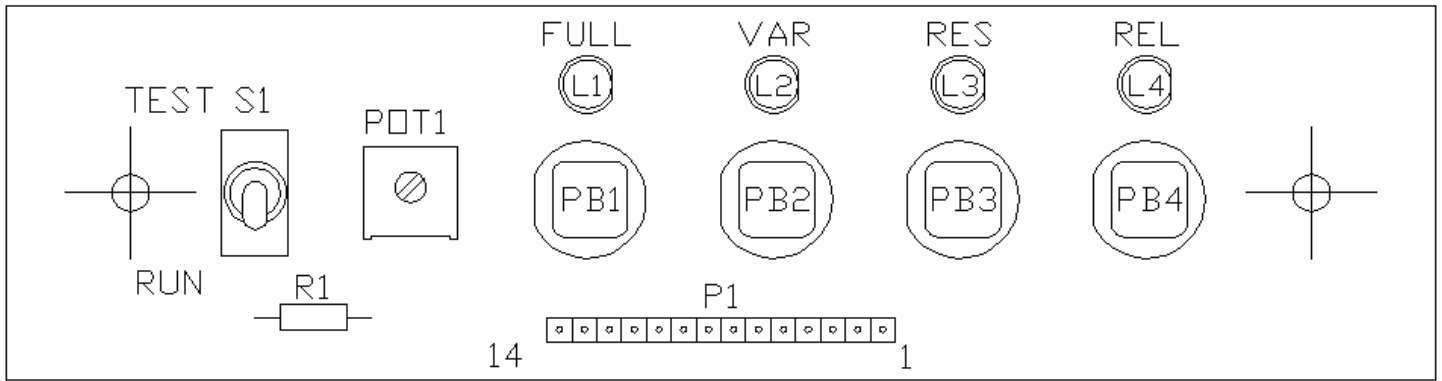 FULL VAR RES REL
L1 L2 L3 L4
TEST S1
POT1
PB1 PB2 PB3 PB4
RUN
R1
P1
14 1